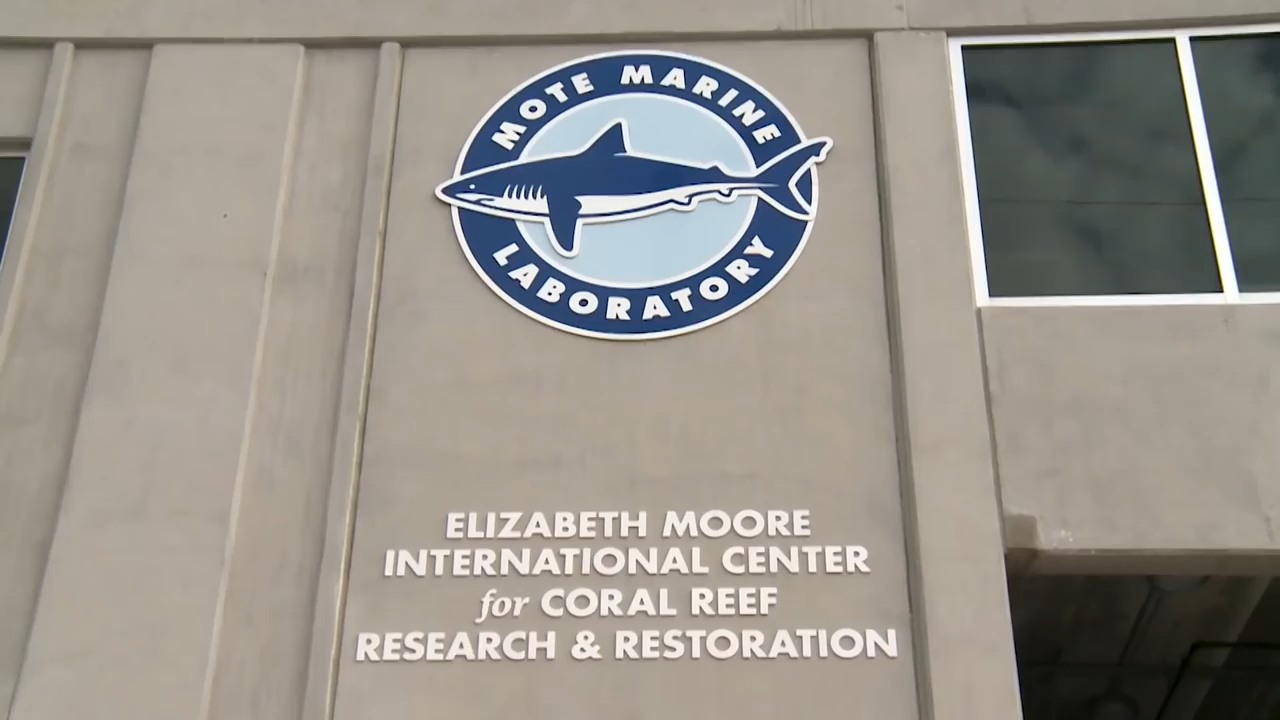 MOTE MARINE
LABORATORY
ELIZABETH MOORE
INTERNATIONAL CENTER
for CORAL REEF
RESEARCH & RESTORATION